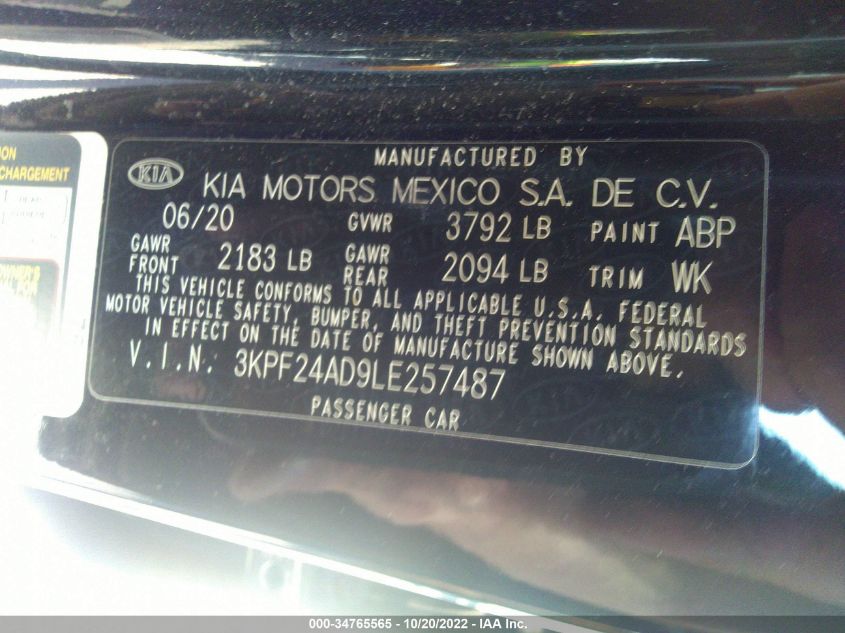 MANUFACTURED BY
KIA KIA MOTORS MEXICO S.A. DE C.V.
06/20 GVWR 3792 LB PAINT ABP
GAWR FRONT 2183 LB GAWR REAR 2094 LB TRIM WK
THIS VEHICLE CONFORMS TO ALL APPLICABLE U.S.A. FEDERAL
MOTOR VEHICLE SAFETY, BUMPER, AND THEFT PREVENTION STANDARDS
IN EFFECT ON THE DATE OF MANUFACTURE SHOWN ABOVE.
V.I.N. 3KPF24AD9LE257487
PASSENGER CAR
CHARGEMENT
OWNER'S
000-34765565 - 10/20/2022 - IAA Inc.